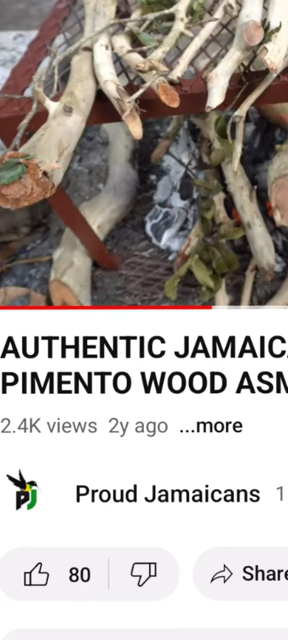 AUTHENTIC JAMAICA
PIMENTO WOOD ASM
2.4K views 2y ago ...more
PJ
Proud Jamaicans 1
80
Share